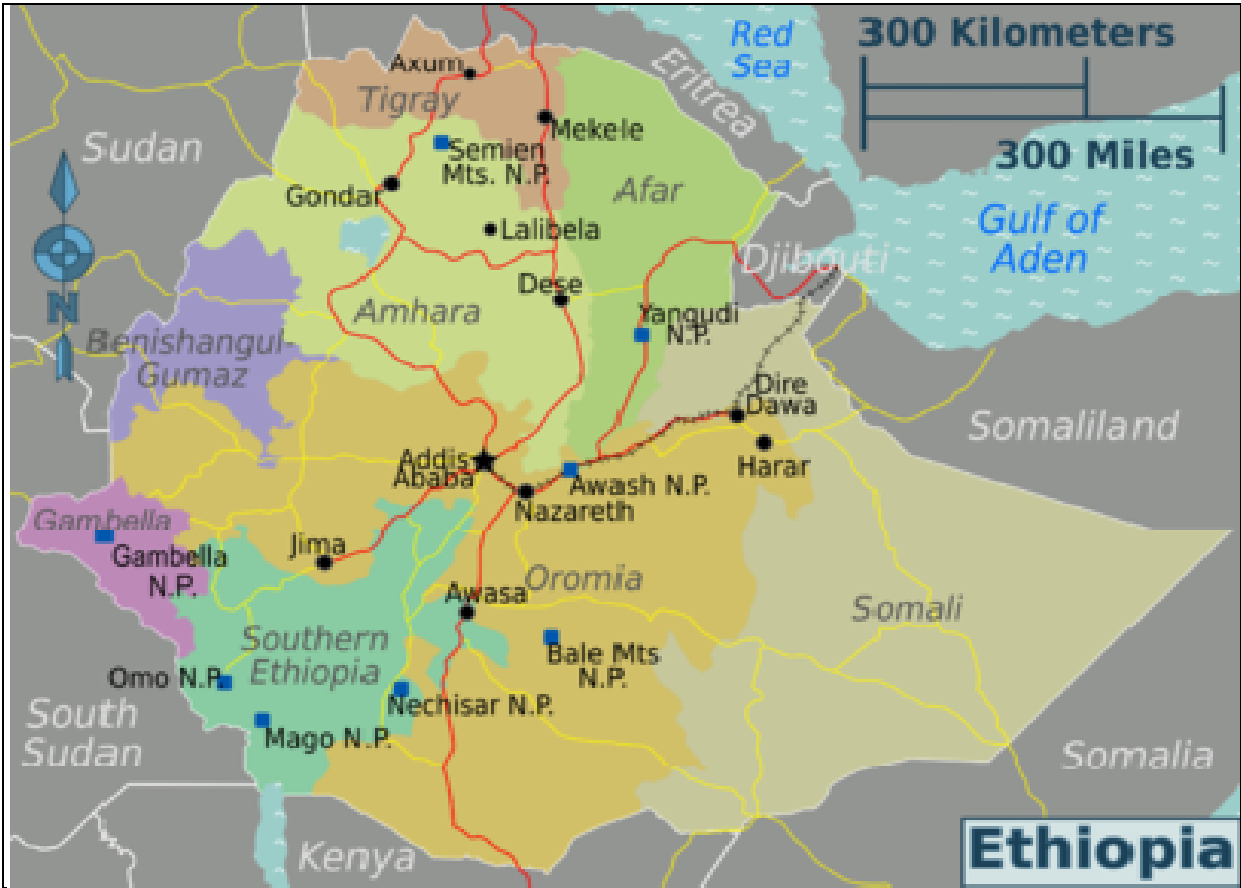 Red
Sea
300 Kilometers
300 Miles
Eritrea
Axum
Tigray
Mekele
Sudan
Semien
Mts. N.P.
Afar
Gondar
Lalibela
Gulf of
Aden
Djibouti
Dese
N
Amhara
Yangudi
N.P.
Benishangul-
Gumaz
Dire
Dawa
Somaliland
Addis
Ababa
Harar
Awash N.P.
Nazareth
Gambella
Gambella
N.P.
Jima
Oromia
Awasa
Somali
Southern
Ethiopia
Bale Mts
N.P.
Omo N.P.
Nechisar N.P.
South
Sudan
Mago N.P.
Somalia
Kenya
Ethiopia